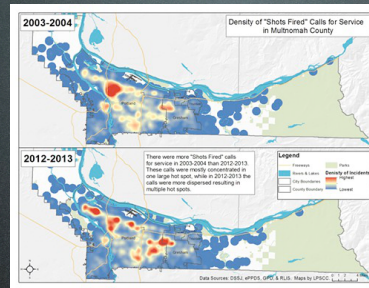 2003-2004
Density of "Shots Fired" Calls for Service
in Multnomah County
2012-2013
There were more "Shots Fired" calls
for service in 2003-2004 than 2012-2013.
These calls were mostly concentrated in
one large hot spot, while in 2012-2013 the
calls were more dispersed resulting in
multiple hot spots.
Legend
Freeways
Rivers & Lakes
City Boundaries
County Boundary
Parks
Density of Incidents
Highest
Lowest
Data Sources: DSSJ, ePPDS, GPD, & RLIS. Maps by LPSCC.